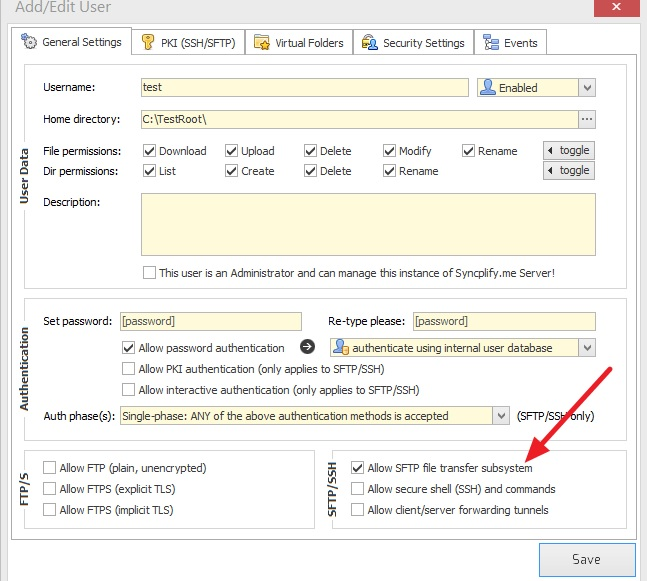 Add/Edit User
General Settings PKI (SSH/SFTP) Virtual Folders Security Settings Events
Username: test Enabled
Home directory: C:\TestRoot\ ...
File permissions: Download Upload Delete Modify Rename toggle
Dir permissions: List Create Delete Rename toggle
User Data
Description:
This user is an Administrator and can manage this instance of Syncplify.me Server!
Set password: [password] Re-type please: [password]
Allow password authentication authenticate using internal user database
Authentication
Allow PKI authentication (only applies to SFTP/SSH)
Allow interactive authentication (only applies to SFTP/SSH)
Auth phase(s): Single-phase: ANY of the above authentication methods is accepted (SFTP/SSH only)
FTP/S
Allow FTP (plain, unencrypted)
Allow FTPS (explicit TLS)
Allow FTPS (implicit TLS)
SFTP/SSH
Allow SFTP file transfer subsystem
Allow secure shell (SSH) and commands
Allow client/server forwarding tunnels
Save